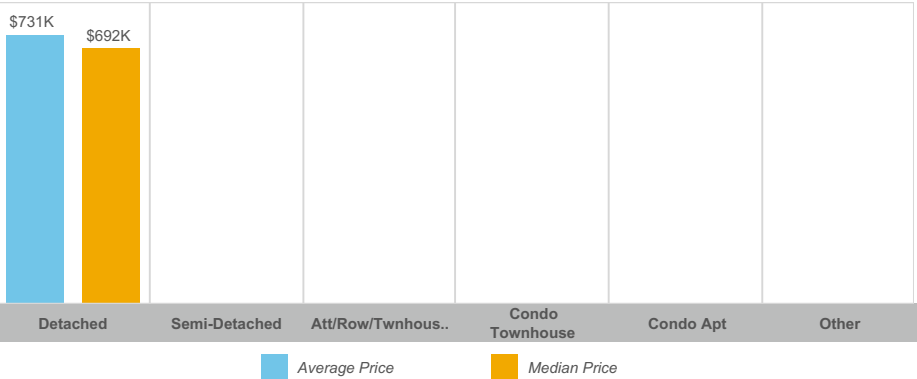 $731K
$692K
Detached
Semi-Detached
Att/Row/Twnhous..
Condo
Townhouse
Condo Apt
Other
Average Price
Median Price